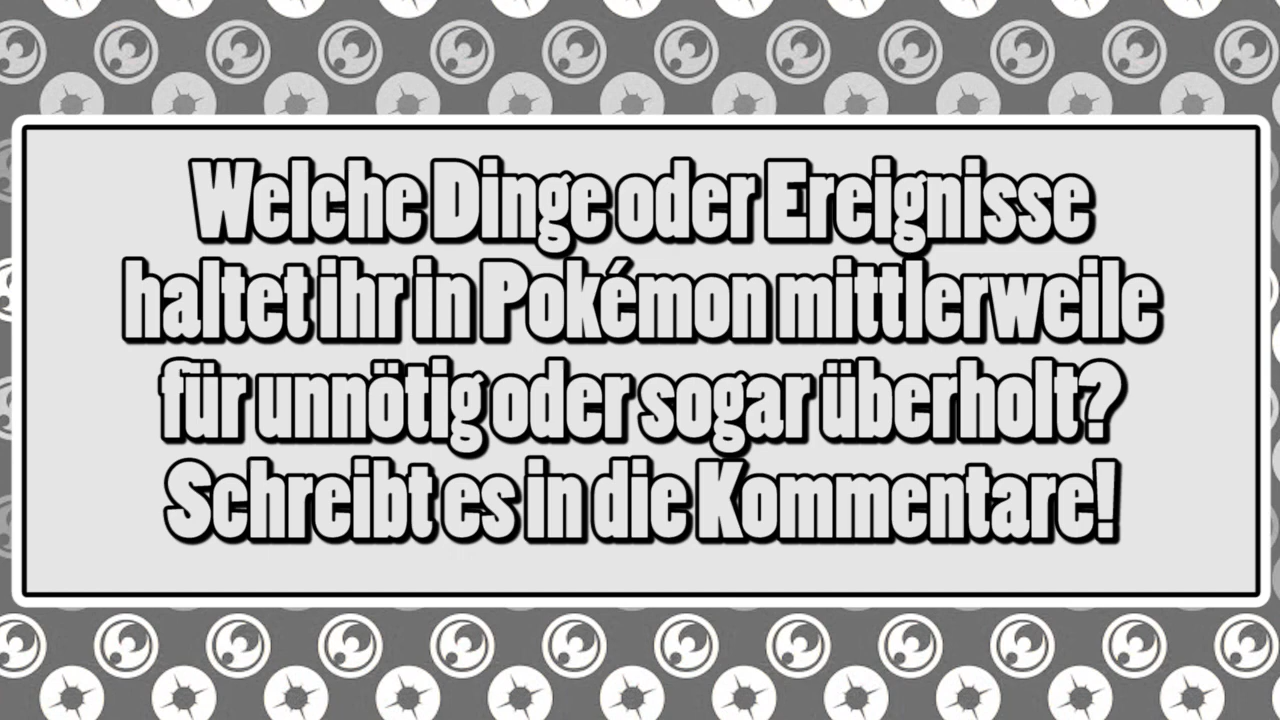 Welche Dinge oder Ereignisse
haltet ihr in Pokémon mittlerweile
für unnötig oder sogar überholt?
Schreibt es in die Kommentare!